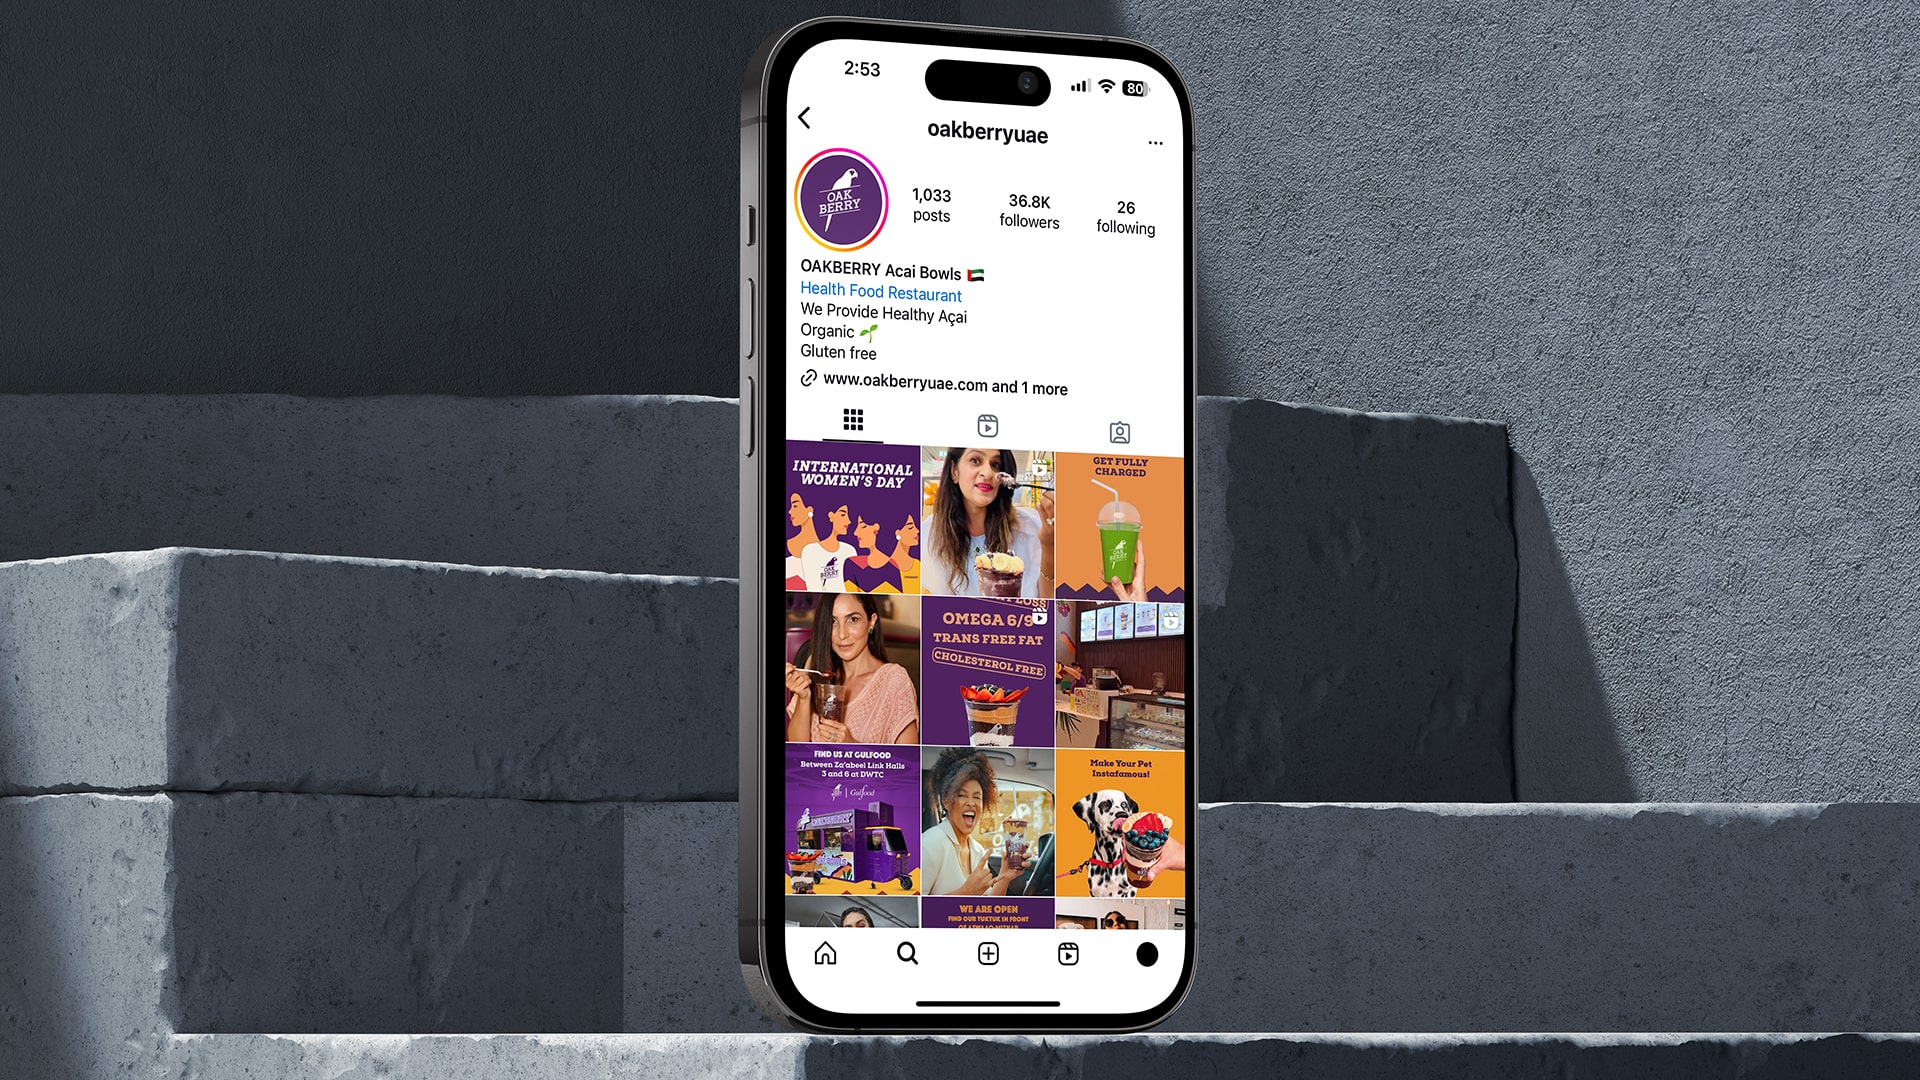 2:53
80
oakberryuae
OAK
BERRY
1,033
posts
36.8K
followers
26
following
OAKBERRY Acai Bowls
Health Food Restaurant
We Provide Healthy Açai
Organic
Gluten free
www.oakberryuae.com and 1 more
INTERNATIONAL
WOMEN'S DAY
OAK
BERRY
GET FULLY
CHARGED
OAK
BERRY
LOSS
OMEGA 6/9
TRANS FREE FAT
CHOLESTEROL FREE
FIND US AT GULFOOD
Between Za'abeel Link Halls
3 and 6 at DWTC
Gulfood
OAKBERRY
Make Your Pet
Instafamous!
WE ARE OPEN
FIND OUR TUKTUK IN FRONT